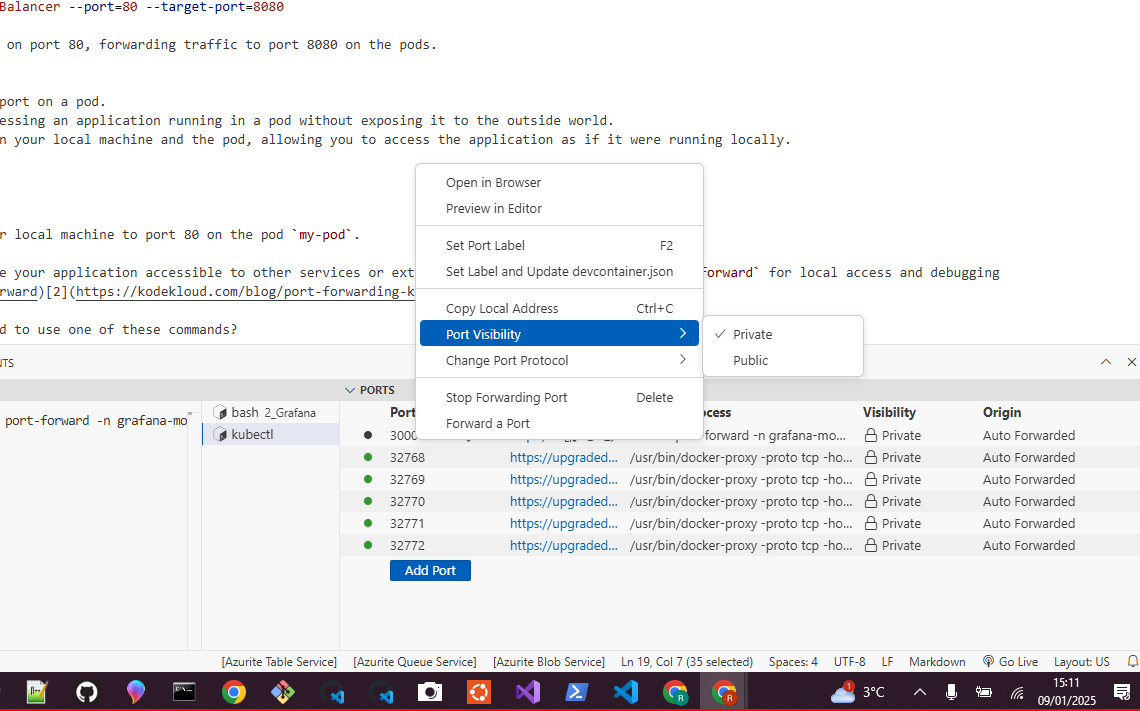 Balancer --port=80 --target-port=8080
on port 80, forwarding traffic to port 8080 on the pods.
port on a pod.
essing an application running in a pod without exposing it to the outside world.
n your local machine and the pod, allowing you to access the application as if it were running locally.
r local machine to port 80 on the pod `my-pod`.
e your application accessible to other services or ext
forward` for local access and debugging
rward)[2](https://kodekloud.com/blog/port-forwarding-k
d to use one of these commands?
Open in Browser
Preview in Editor
Set Port Label F2
Set Label and Update devcontainer.json
Copy Local Address Ctrl+C
Port Visibility
Change Port Protocol
Stop Forwarding Port Delete
Forward a Port
Private
Public
NTS
PORTS
port-forward -n grafana-mo
bash 2_Grafana
kubectl
Port ocess Visibility Origin
3000 -forward -n grafana-mo... Private Auto Forwarded
32768 https://upgraded... /usr/bin/docker-proxy -proto tcp -ho... Private Auto Forwarded
32769 https://upgraded... /usr/bin/docker-proxy -proto tcp -ho... Private Auto Forwarded
32770 https://upgraded... /usr/bin/docker-proxy -proto tcp -ho... Private Auto Forwarded
32771 https://upgraded... /usr/bin/docker-proxy -proto tcp -ho... Private Auto Forwarded
32772 https://upgraded... /usr/bin/docker-proxy -proto tcp -ho... Private Auto Forwarded
Add Port
[Azurite Table Service] [Azurite Queue Service] [Azurite Blob Service] Ln 19, Col 7 (35 selected) Spaces: 4 UTF-8 LF Markdown Go Live Layout: US
1 3°C 15:11
09/01/2025